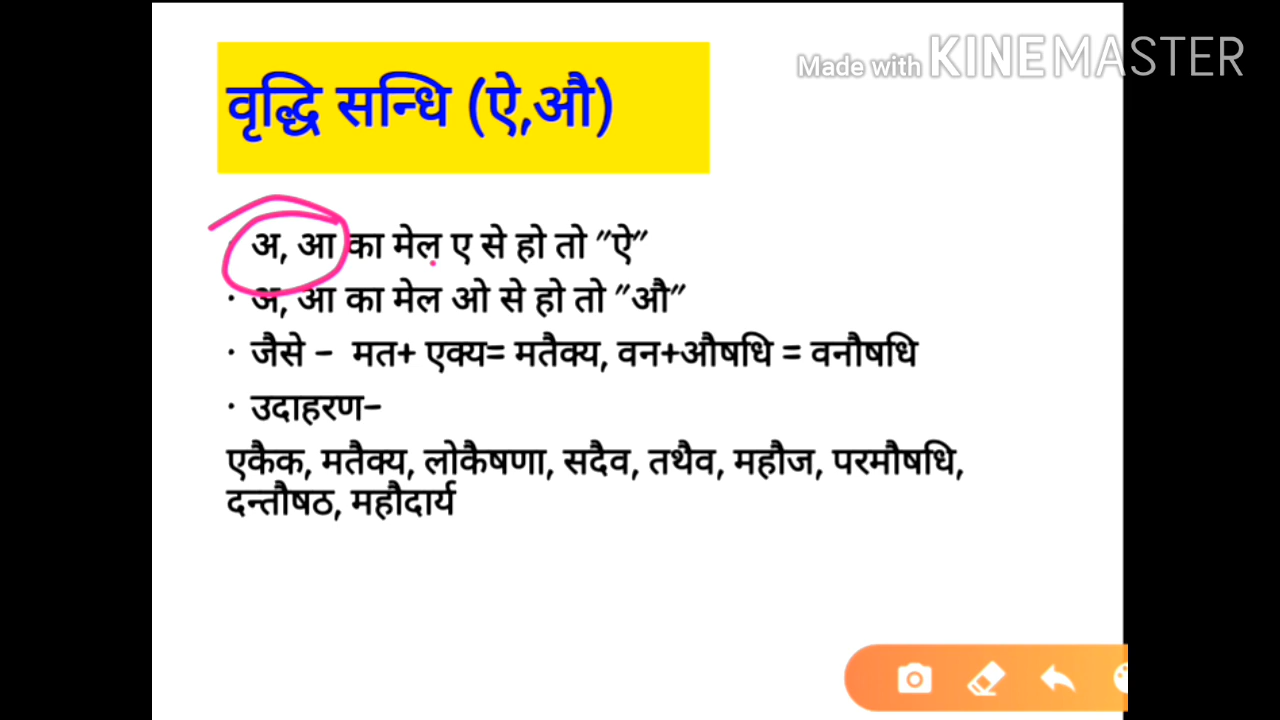 Made with KINEMASTER
वृद्धि सन्धि (ऐ,औ)
· अ, आ का मेल ए से हो तो "ऐ"
· अ, आ का मेल ओ से हो तो "औ"
· जैसे - मत+ एक्य= मतैक्य, वन+औषधि = वनौषधि
· उदाहरण-
एकैक, मतैक्य, लोकैषणा, सदैव, तथैव, महौज, परमौषधि,
दन्तौषठ, महौदार्य